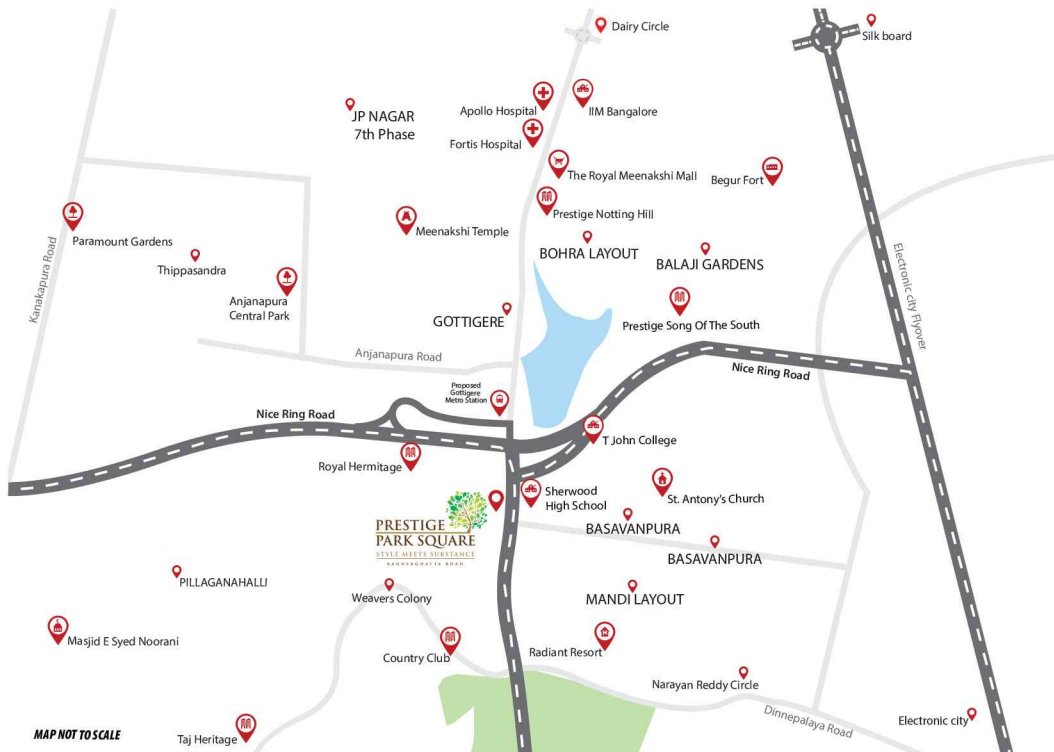 Dairy Circle
Silk board
JP NAGAR
7th Phase
Apollo Hospital
IIM Bangalore
Fortis Hospital
The Royal Meenakshi Mall
Begur Fort
Prestige Notting Hill
Paramount Gardens
Meenakshi Temple
BOHRA LAYOUT
BALAJI GARDENS
Thippasandra
Kanakapura Road
Anjanapura
Central Park
Electronic city Flyover
GOTTIGERE
Prestige Song Of The South
Anjanapura Road
Nice Ring Road
Proposed
Gottigere
Metro Station
Nice Ring Road
T John College
Royal Hermitage
Sherwood
High School
St. Antony's Church
PRESTIGE
PARK SQUARE
STYLE MEETS SUBSTANCE
BANNERGHATTA ROAD
BASAVANPURA
BASAVANPURA
PILLAGANAHALLI
Weavers Colony
MANDI LAYOUT
Masjid E Syed Noorani
Country Club
Radiant Resort
Narayan Reddy Circle
Dinnepalaya Road
Electronic city
MAP NOT TO SCALE
Taj Heritage